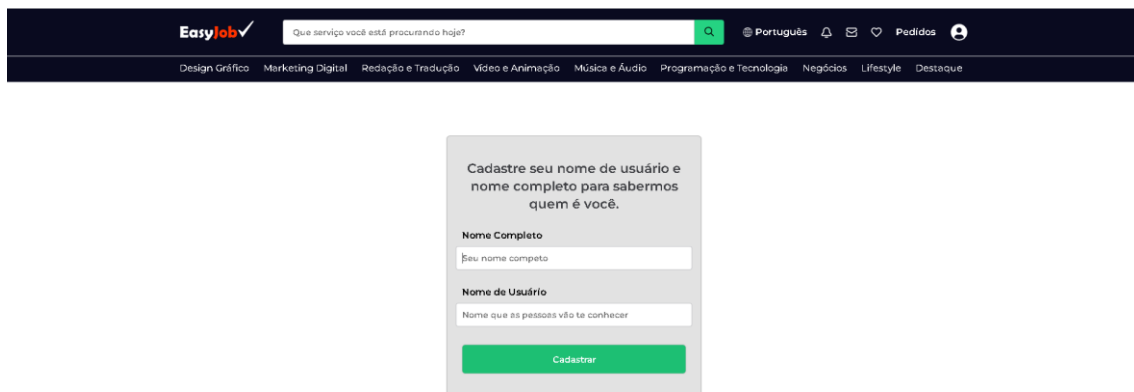 EasyJob
Que serviço você está procurando hoje?
Português
Pedidos
Design Gráfico Marketing Digital Redação e Tradução Vídeo e Animação Música e Áudio Programação e Tecnologia Negócios Lifestyle Destaque
Cadastre seu nome de usuário e
nome completo para sabermos
quem é você.
Nome Completo
Seu nome competo
Nome de Usuário
Nome que as pessoas vão te conhecer
Cadastrar